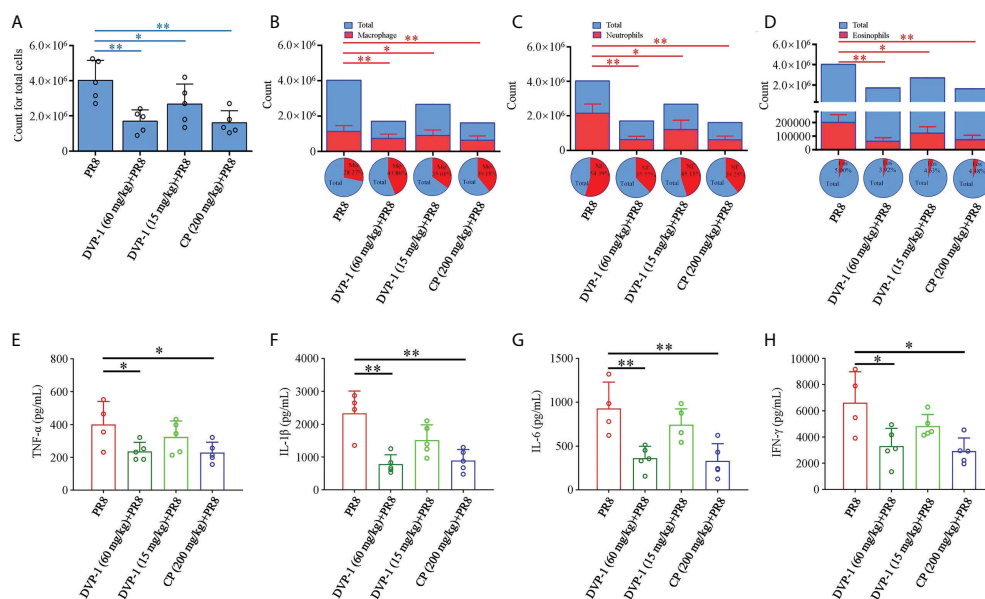 A
**
*
**
Count for total cells
6.0×10⁶
4.0×10⁶
2.0×10⁶
0
PR8
DVP-1 (60 mg/kg)+PR8
DVP-1 (15 mg/kg)+PR8
CP (200 mg/kg)+PR8
B
Total
Macrophage
**
*
**
Count
6.0×10⁶
4.0×10⁶
2.0×10⁶
0
Total
Total
Total
Total
PR8
DVP-1 (60 mg/kg)+PR8
DVP-1 (15 mg/kg)+PR8
CP (200 mg/kg)+PR8
C
Total
Neutrophils
**
*
**
Count
6.0×10⁶
4.0×10⁶
2.0×10⁶
0
Total
Total
Total
Total
PR8
DVP-1 (60 mg/kg)+PR8
DVP-1 (15 mg/kg)+PR8
CP (200 mg/kg)+PR8
D
Total
Eosinophils
**
*
**
Count
6.0×10⁶
4.0×10⁶
2.0×10⁶
200000
100000
0
Total
Total
Total
Total
PR8
DVP-1 (60 mg/kg)+PR8
DVP-1 (15 mg/kg)+PR8
CP (200 mg/kg)+PR8
E
*
*
TNF-α (pg/mL)
800
600
400
200
0
PR8
DVP-1 (60 mg/kg)+PR8
DVP-1 (15 mg/kg)+PR8
CP (200 mg/kg)+PR8
F
**
**
IL-1β (pg/mL)
4000
3000
2000
1000
0
PR8
DVP-1 (60 mg/kg)+PR8
DVP-1 (15 mg/kg)+PR8
CP (200 mg/kg)+PR8
G
**
**
IL-6 (pg/mL)
1500
1000
500
0
PR8
DVP-1 (60 mg/kg)+PR8
DVP-1 (15 mg/kg)+PR8
CP (200 mg/kg)+PR8
H
*
*
IFN-γ (pg/mL)
10000
8000
6000
4000
2000
0
PR8
DVP-1 (60 mg/kg)+PR8
DVP-1 (15 mg/kg)+PR8
CP (200 mg/kg)+PR8